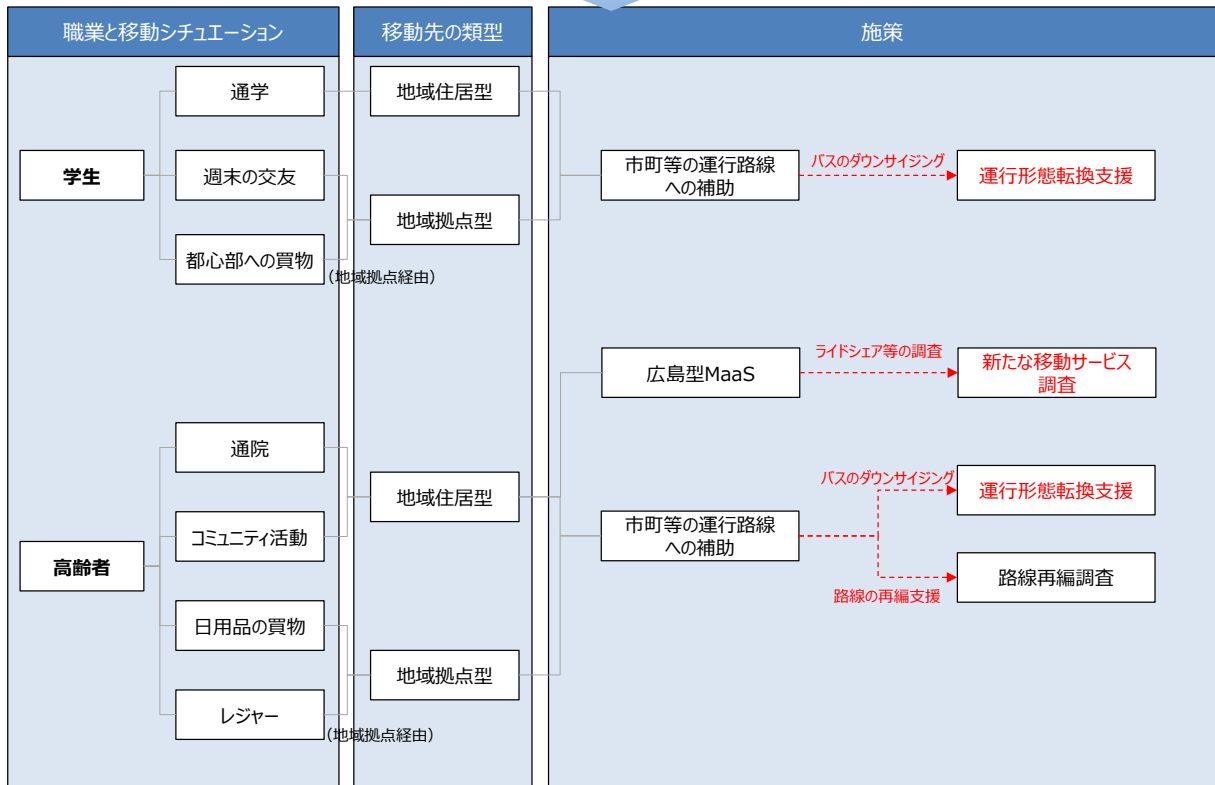 職業と移動シチュエーション
移動先の類型
施策
学生
通学
週末の交友
都心部への買物
(地域拠点経由)
地域住居型
地域拠点型
市町等の運行路線
への補助
バスのダウンサイジング
運行形態転換支援
高齢者
通院
コミュニティ活動
日用品の買物
レジャー
(地域拠点経由)
地域住居型
地域拠点型
広島型MaaS
ライドシェア等の調査
新たな移動サービス
調査
市町等の運行路線
への補助
バスのダウンサイジング
運行形態転換支援
路線の再編支援
路線再編調査